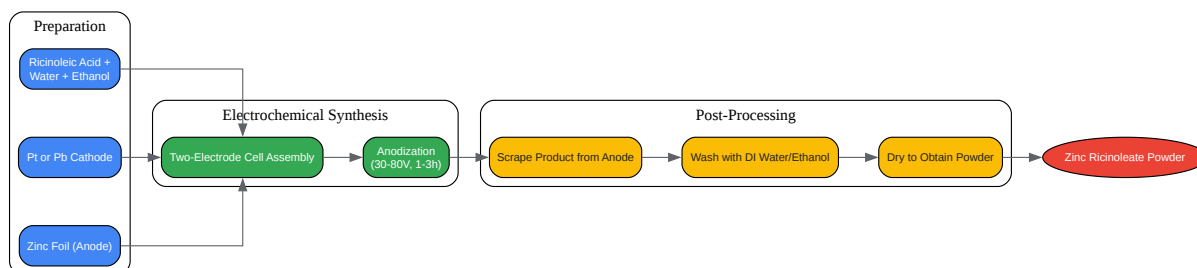 Preparation
Ricinoleic Acid +
Water + Ethanol
Pt or Pb Cathode
Zinc Foil (Anode)
Electrochemical Synthesis
Two-Electrode Cell Assembly
Anodization
(30-80V, 1-3h)
Post-Processing
Scrape Product from Anode
Wash with DI Water/Ethanol
Dry to Obtain Powder
Zinc Ricinoleate Powder